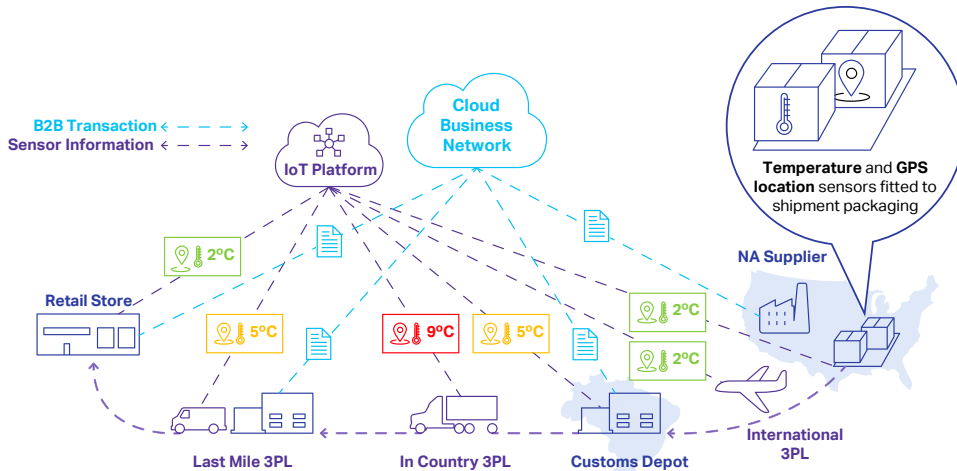 Cloud
Business
Network
B2B Transaction
Sensor Information
IoT Platform
Temperature and GPS
location sensors fitted to
shipment packaging
NA Supplier
2ºC
Retail Store
2ºC
5ºC
9ºC
5ºC
2ºC
International
3PL
Last Mile 3PL
In Country 3PL
Customs Depot